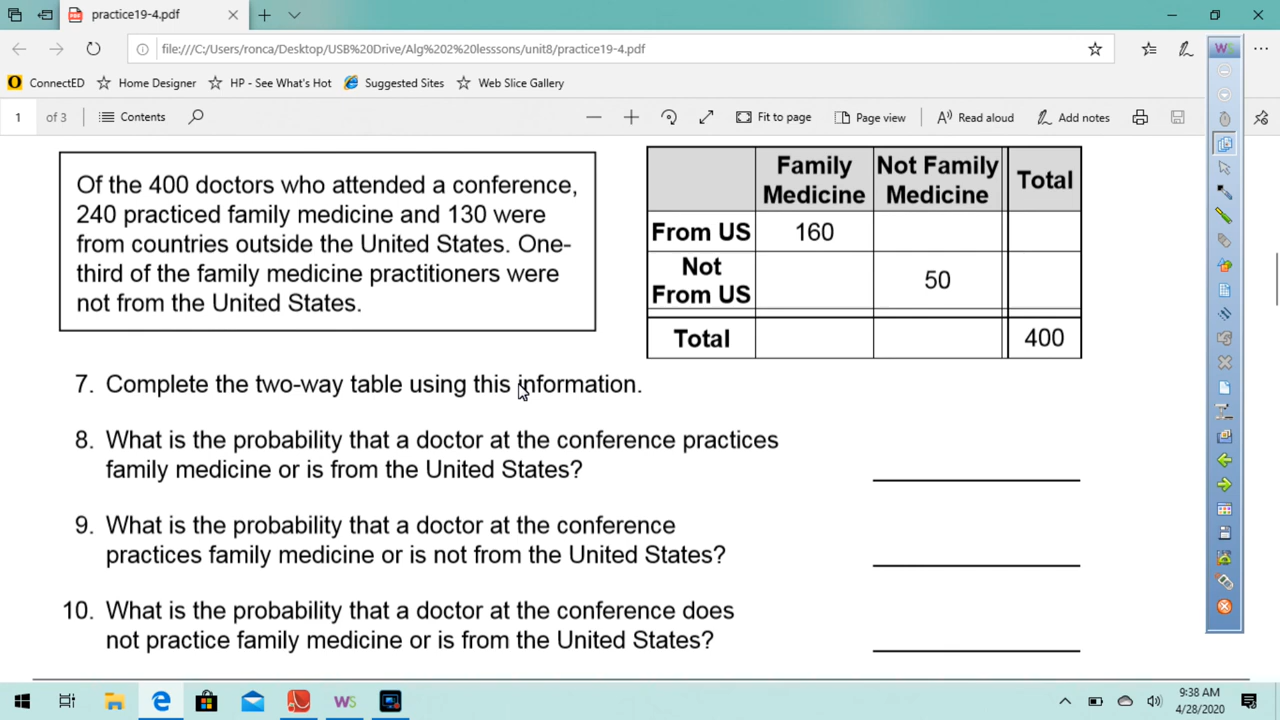 practice19-4.pdf
file:///C:/Users/ronca/Desktop/USB%20Drive/Alg%202%20lesssons/unit8/practice19-4.pdf
ConnectED Home Designer HP - See What's Hot Suggested Sites Web Slice Gallery
1 of 3 Contents Fit to page Page view Read aloud Add notes
Of the 400 doctors who attended a conference,
240 practiced family medicine and 130 were
from countries outside the United States. One-
third of the family medicine practitioners were
not from the United States.
Family Medicine Not Family Medicine Total
From US 160
Not From US 50
Total 400
7. Complete the two-way table using this information.
8. What is the probability that a doctor at the conference practices
family medicine or is from the United States?
9. What is the probability that a doctor at the conference
practices family medicine or is not from the United States?
10. What is the probability that a doctor at the conference does
not practice family medicine or is from the United States?
WS
WS
9:38 AM
4/28/2020